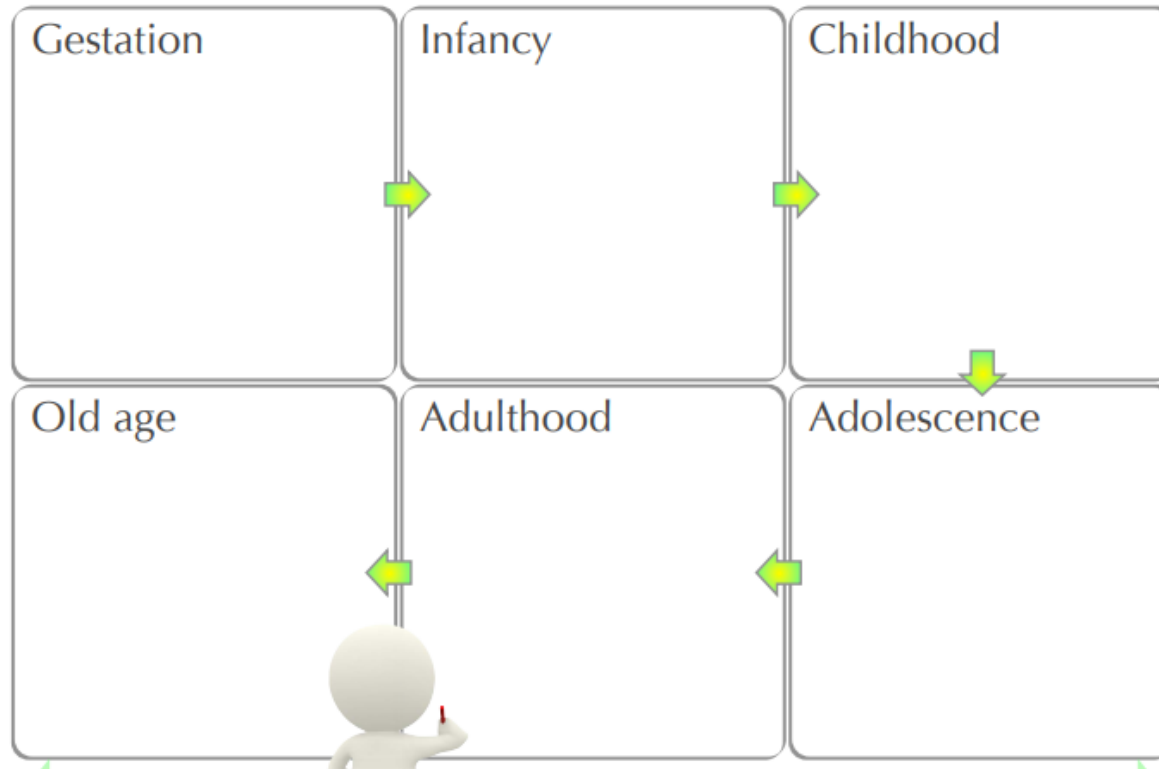 Gestation
Infancy
Childhood
Old age
Adulthood
Adolescence